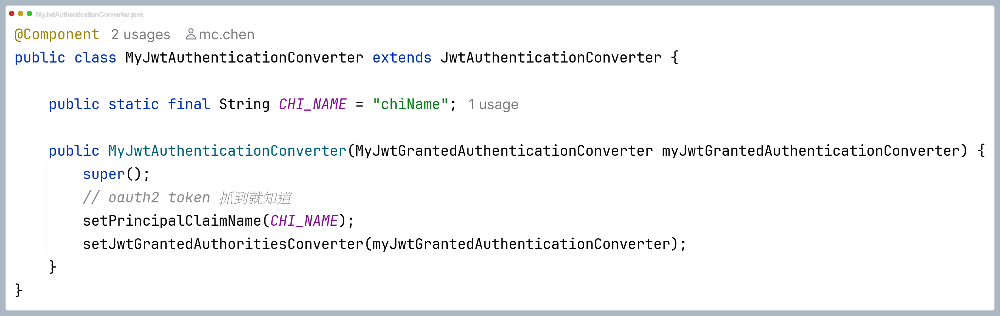 MyJwtAuthenticationConverter.java
@Component 2 usages mc.chen
public class MyJwtAuthenticationConverter extends JwtAuthenticationConverter {
public static final String CHI_NAME = "chiName"; 1 usage
public MyJwtAuthenticationConverter(MyJwtGrantedAuthenticationConverter myJwtGrantedAuthenticationConverter) {
super();
// oauth2 token 抓到就知道
setPrincipalClaimName(CHI_NAME);
setJwtGrantedAuthoritiesConverter(myJwtGrantedAuthenticationConverter);
}
}